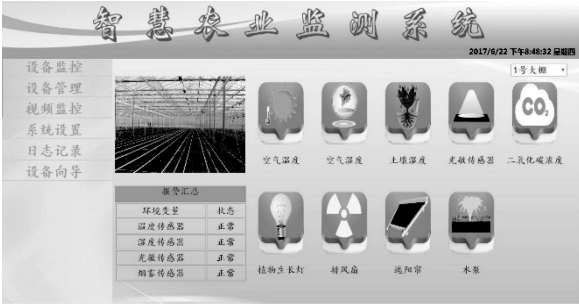 智慧农业监测系统
2017/6/22 下午8:48:32 星期四
1号大棚
设备监控
设备管理
视频监控
系统设置
日志记录
设备向导
空气温度
空气湿度
土壤湿度
光敏传感器
二氧化碳浓度
CO2
报警汇总
环境变量 状态
温度传感器 正常
湿度传感器 正常
光敏传感器 正常
烟雾传感器 正常
植物生长灯
排风扇
遮阳帘
水泵